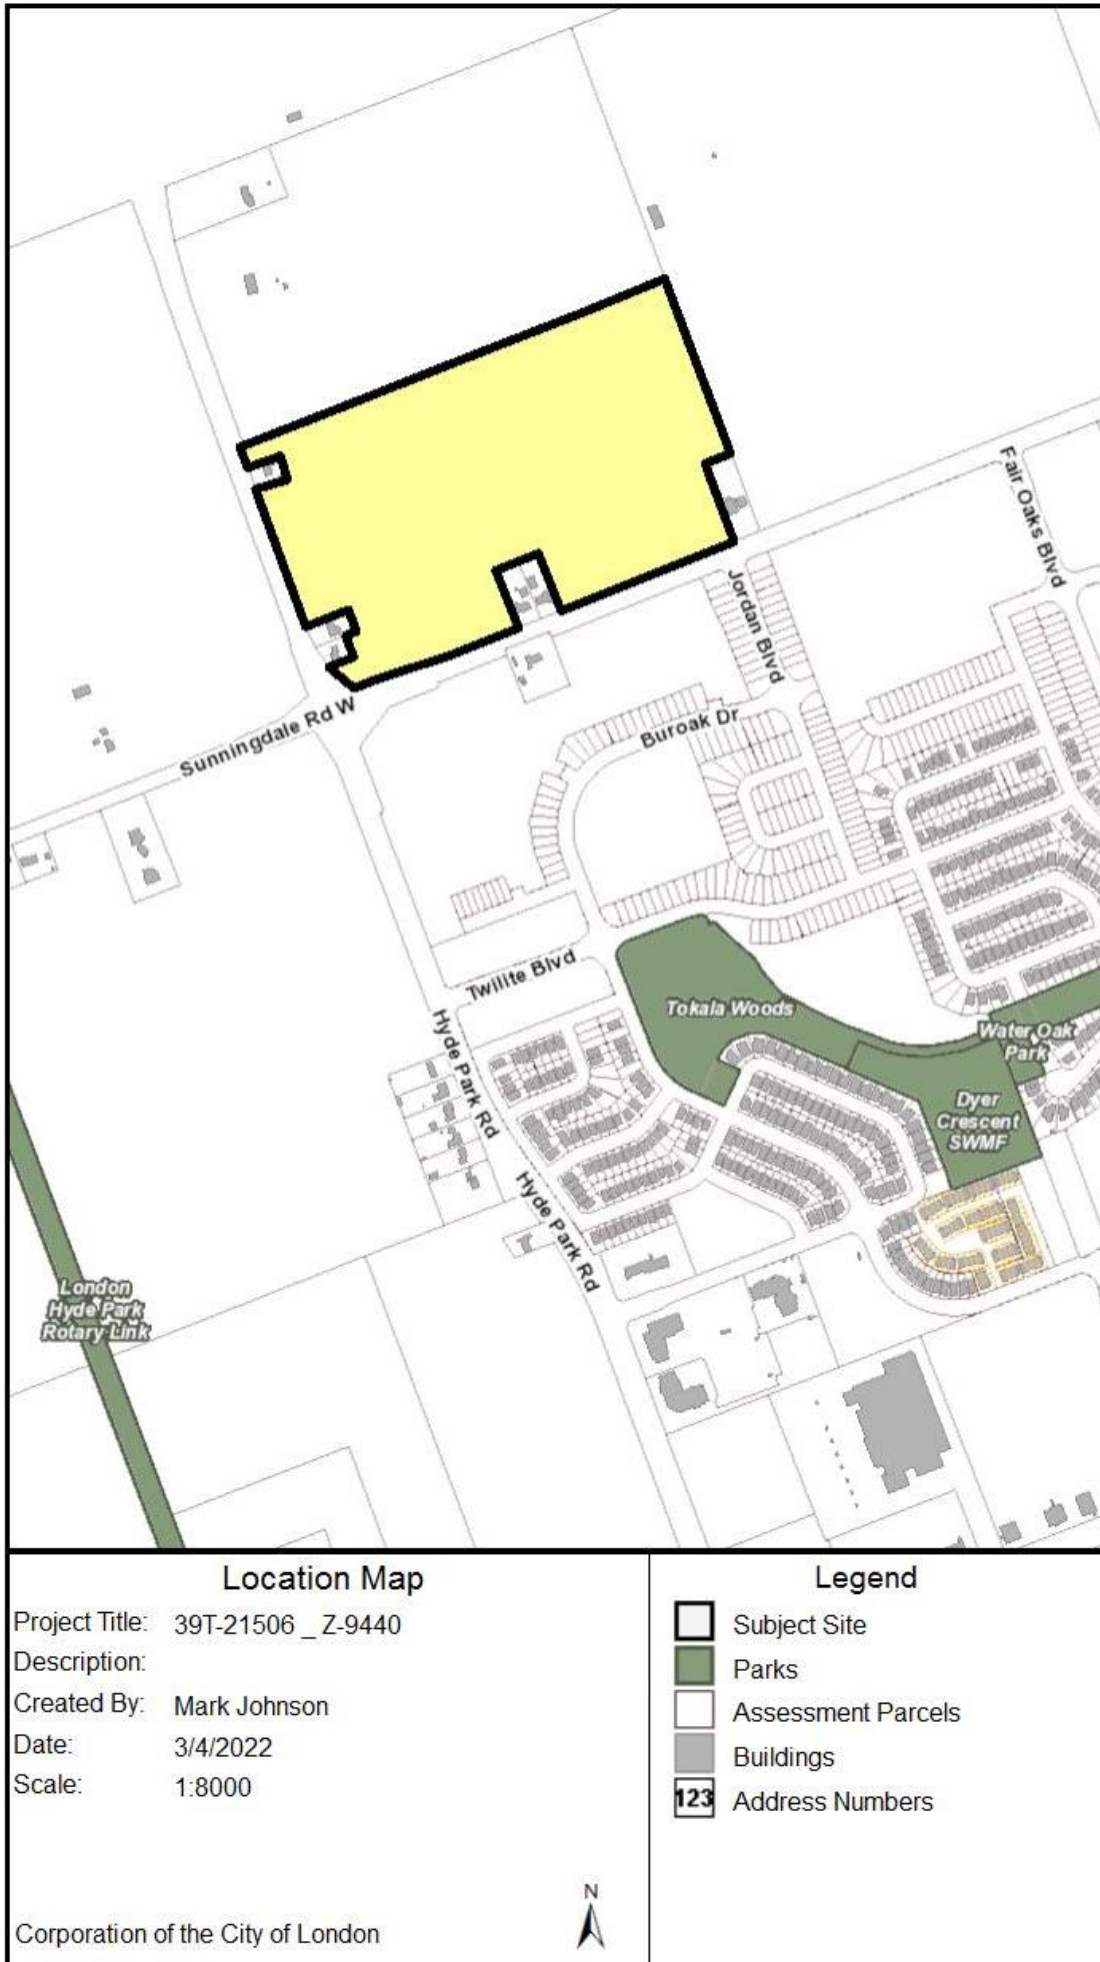 Fair Oaks Blvd
Jordan Blvd
Buroak Dr
Sunningdale Rd W
Twilite Blvd
Tokala Woods
Water Oak
Park
Hyde Park Rd
Dyer
Crescent
SWMF
Hyde Park Rd
London
Hyde Park
Rotary Link
Location Map
Project Title: 39T-21506 _ Z-9440
Description:
Created By: Mark Johnson
Date: 3/4/2022
Scale: 1:8000
Corporation of the City of London
N
Legend
Subject Site
Parks
Assessment Parcels
Buildings
123 Address Numbers